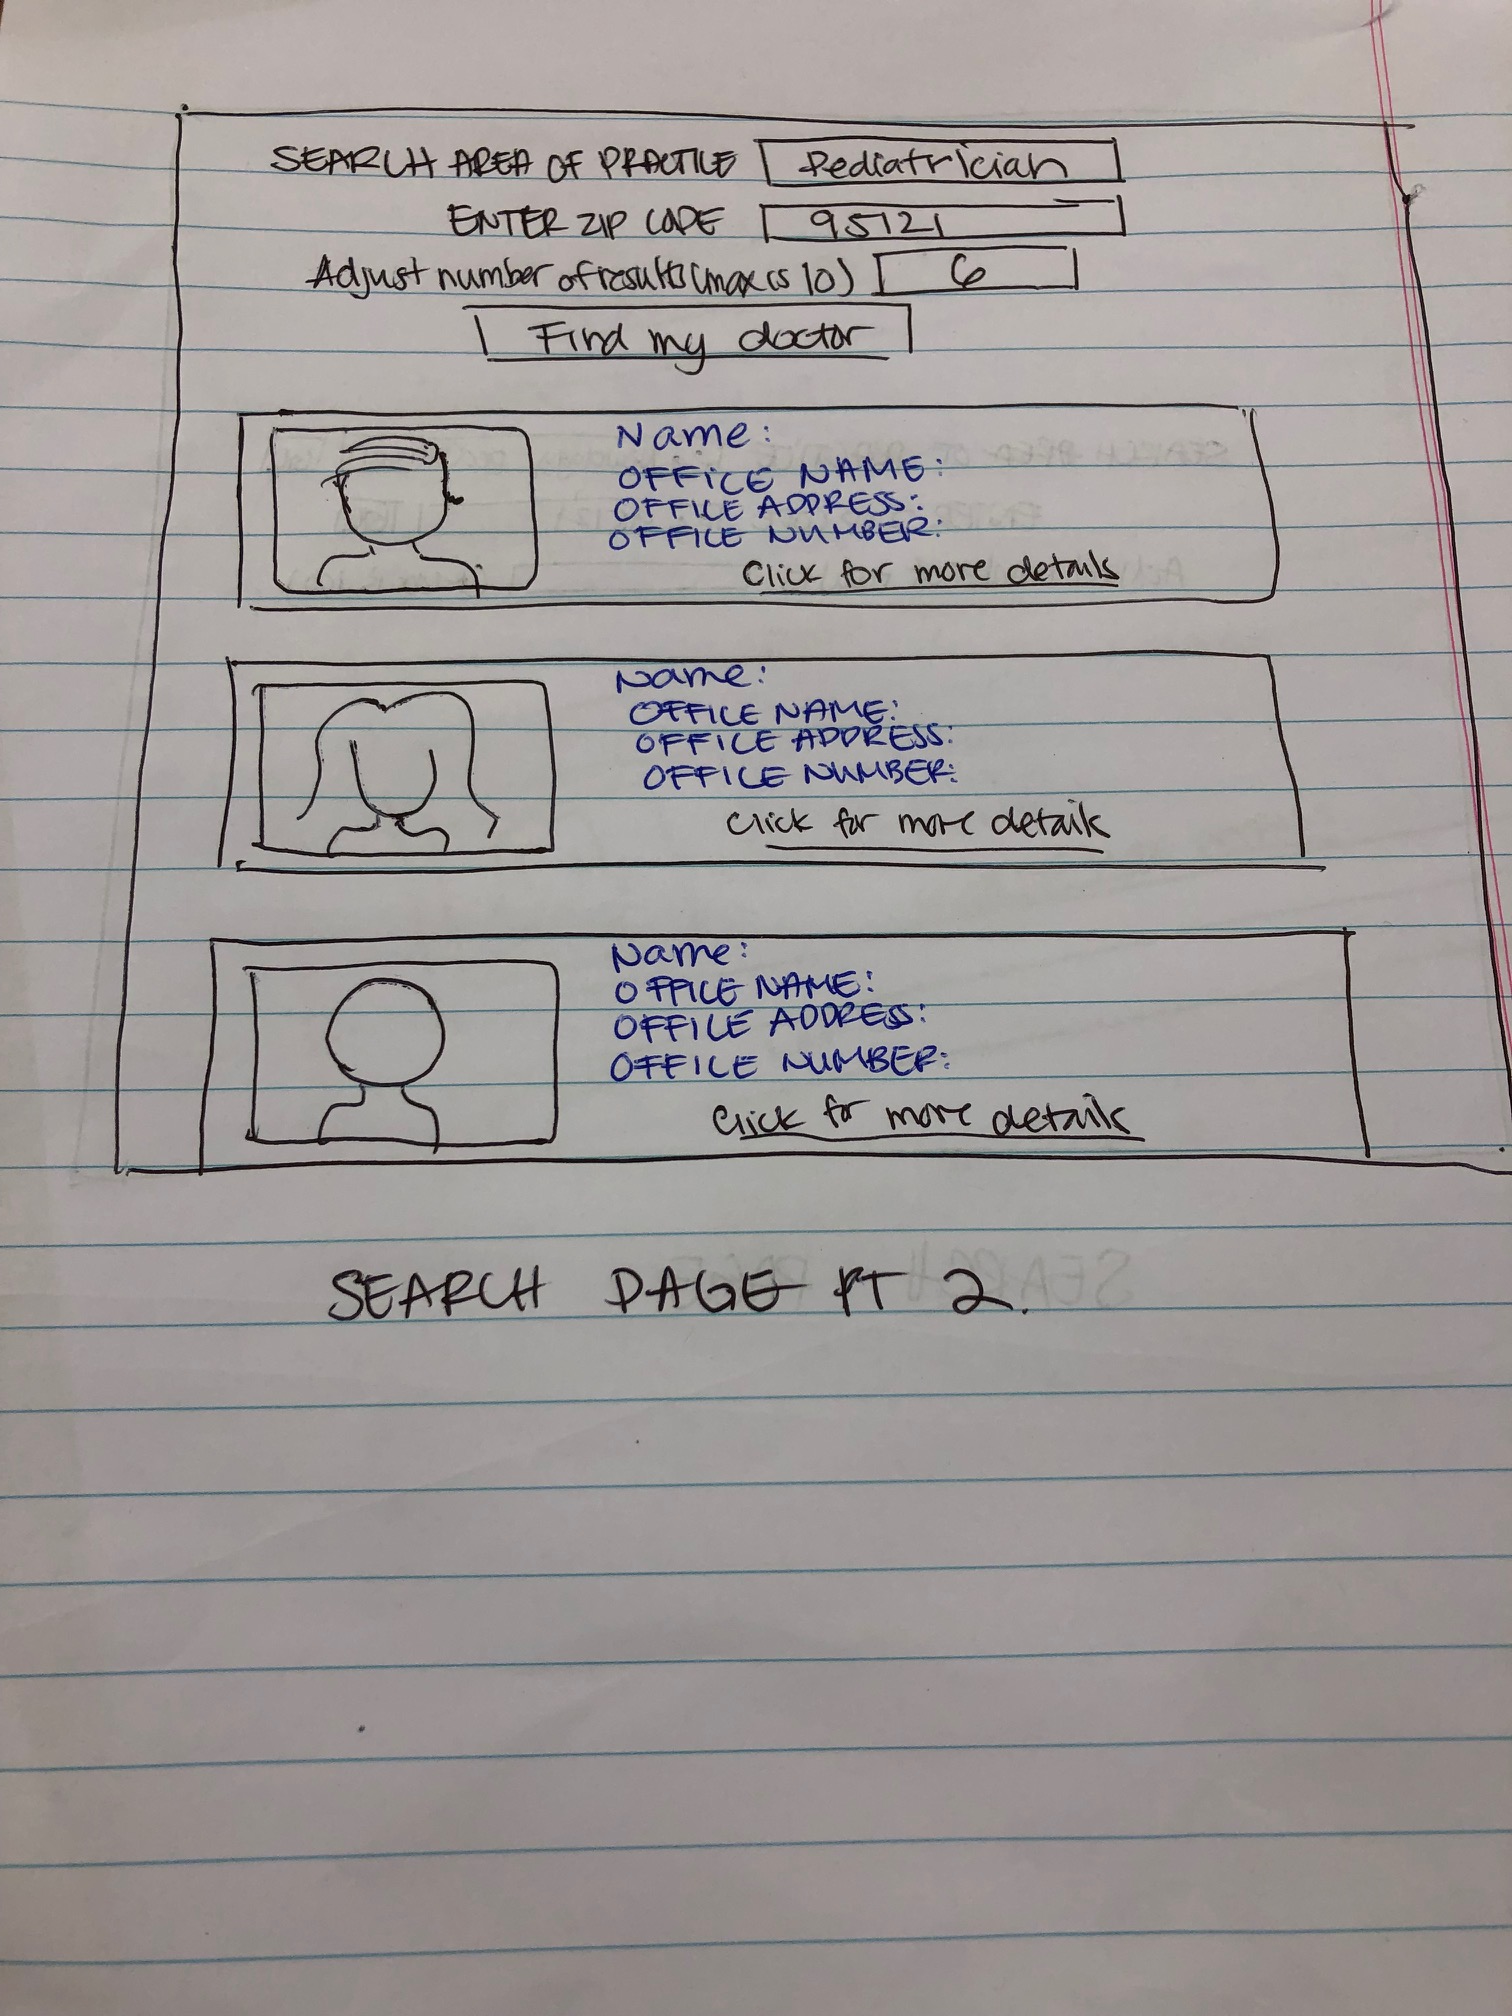 SEARCH AREA OF PRACTICE Pediatrician
ENTER ZIP CODE 95121
Adjust number of results (max is 10) 6
Find my doctor
Name:
OFFICE NAME:
OFFICE ADDRESS:
OFFICE NUMBER:
Click for more details
Name:
OFFICE NAME:
OFFICE ADDRESS:
OFFICE NUMBER:
Click for more details
Name:
OFFICE NAME:
OFFICE ADDRESS:
OFFICE NUMBER:
Click for more details
SEARCH PAGE PT 2.